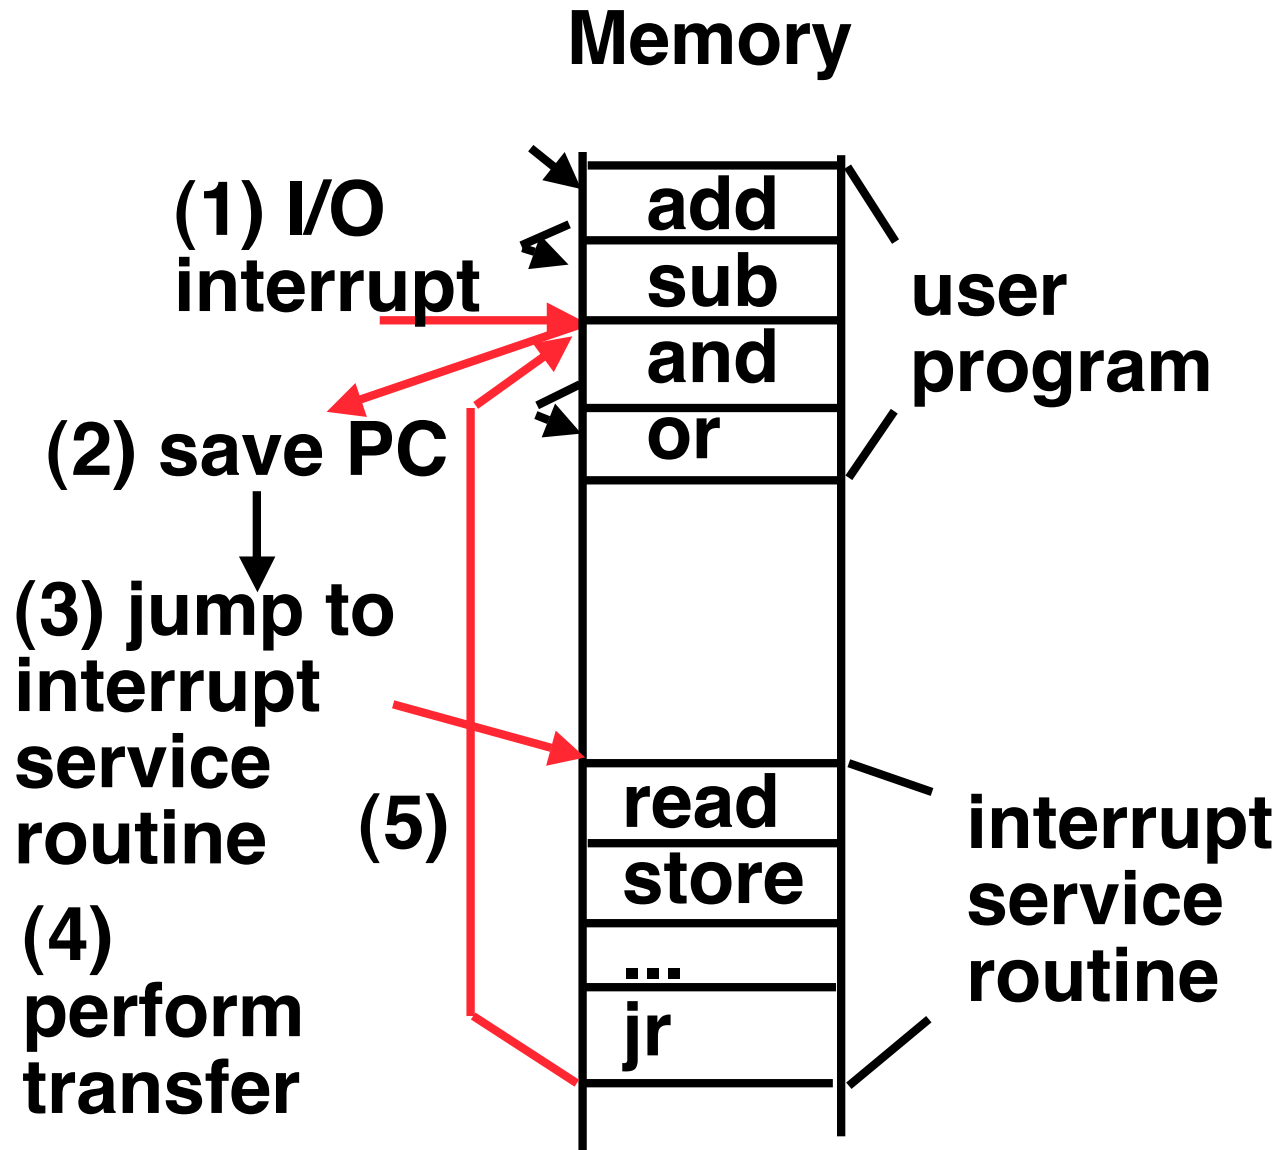 Memory
(1) I/O
interrupt
add
sub
and
or
user
program
(2) save PC
(3) jump to
interrupt
service
routine
(5)
(4)
perform
transfer
read
store
...
jr
interrupt
service
routine